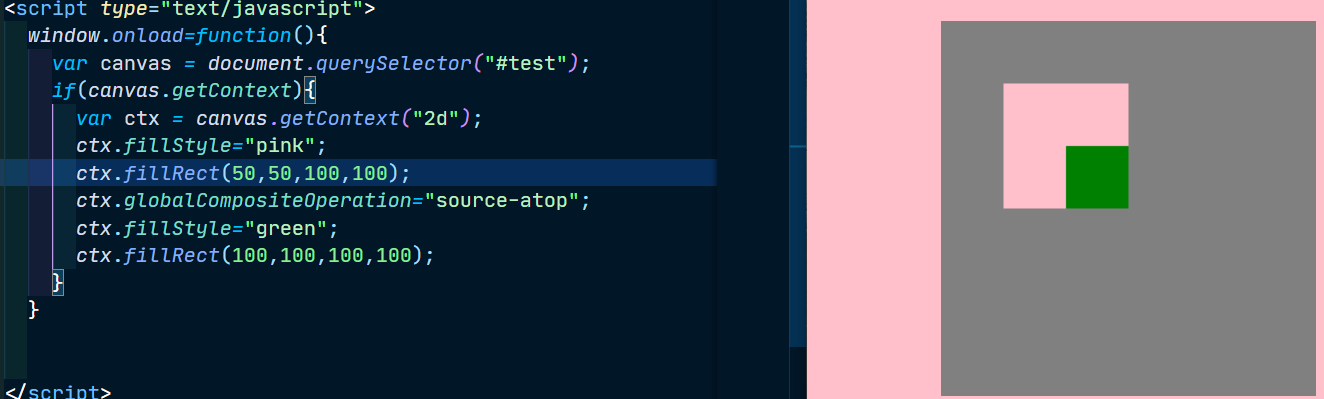 <script type="text/javascript">
window.onload=function(){
var canvas = document.querySelector("#test");
if(canvas.getContext){
var ctx = canvas.getContext("2d");
ctx.fillStyle="pink";
ctx.fillRect(50,50,100,100);
ctx.globalCompositeOperation="source-atop";
ctx.fillStyle="green";
ctx.fillRect(100,100,100,100);
}
}
</script>